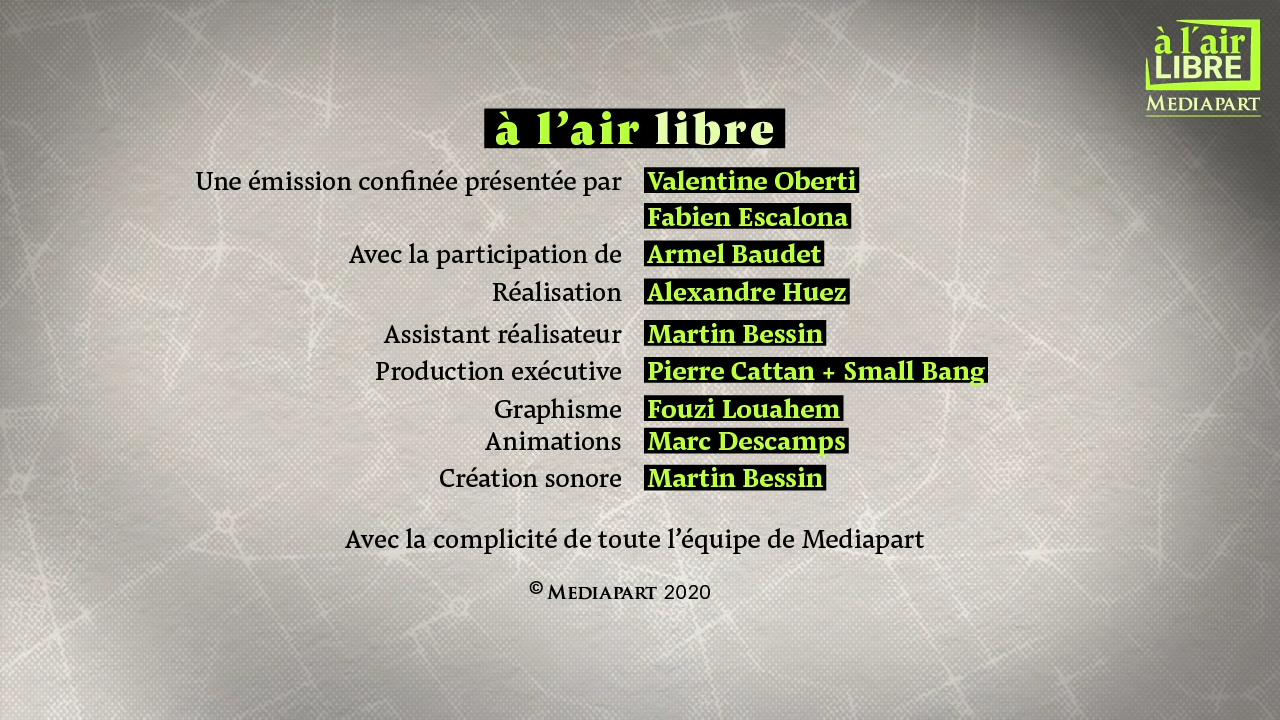 à l'air
LIBRE
MEDIAPART
à l’air libre
Une émission confinée présentée par Valentine Oberti
Fabien Escalona
Avec la participation de Armel Baudet
Réalisation Alexandre Huez
Assistant réalisateur Martin Bessin
Production exécutive Pierre Cattan + Small Bang
Graphisme Fouzi Louahem
Animations Marc Descamps
Création sonore Martin Bessin
Avec la complicité de toute l’équipe de Mediapart
© MEDIAPART 2020